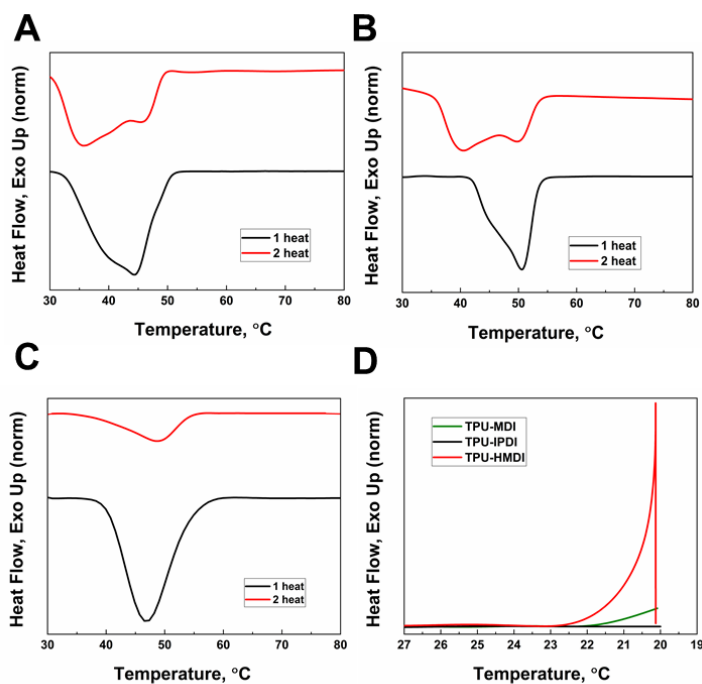 A
Heat Flow, Exo Up (norm)
1 heat
2 heat
30 40 50 60 70 80
Temperature, °C
B
Heat Flow, Exo Up (norm)
1 heat
2 heat
30 40 50 60 70 80
Temperature, °C
C
Heat Flow, Exo Up (norm)
1 heat
2 heat
30 40 50 60 70 80
Temperature, °C
D
Heat Flow, Exo Up (norm)
TPU-MDI
TPU-IPDI
TPU-HMDI
27 26 25 24 23 22 21 20 19
Temperature, °C